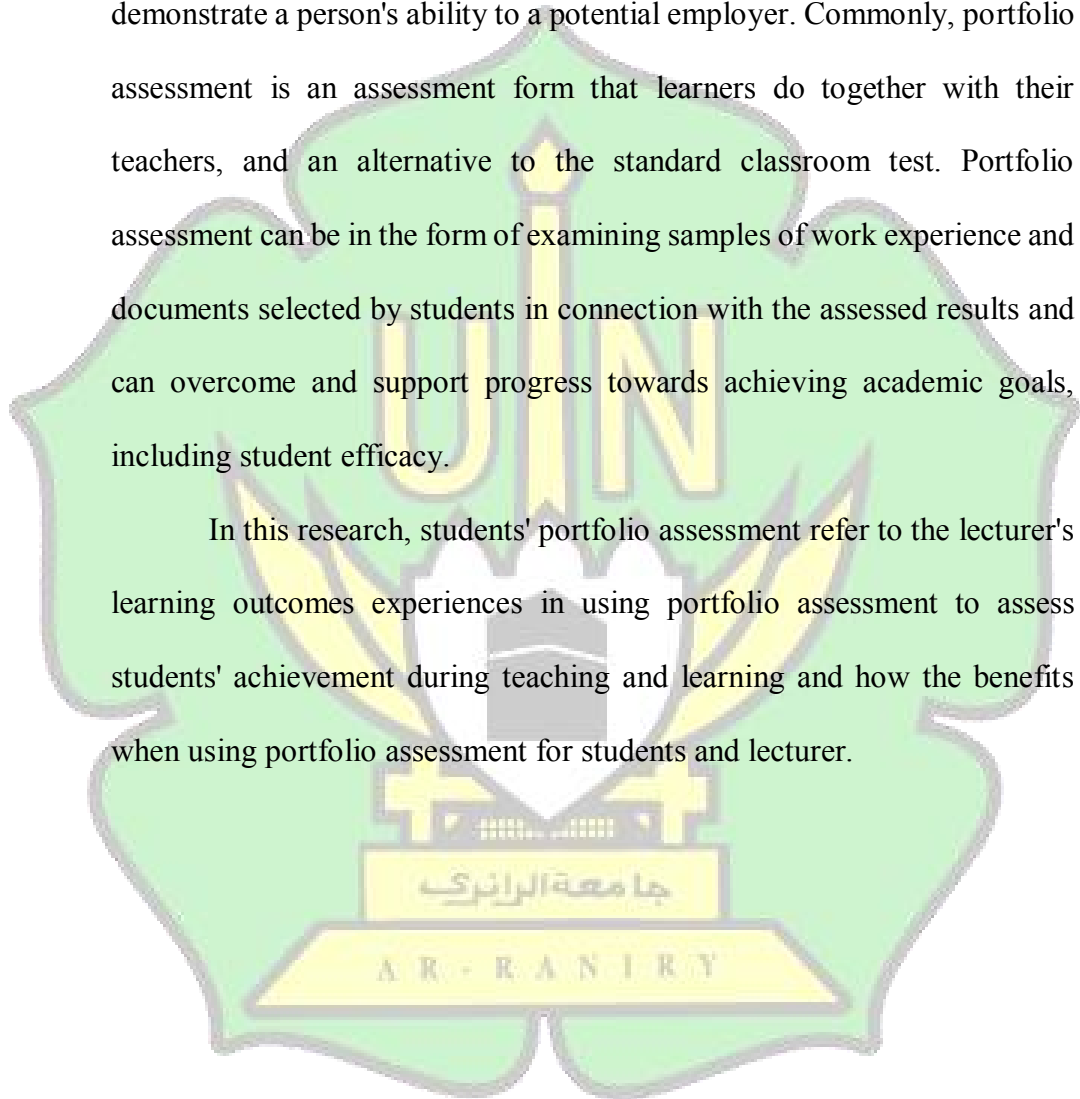 demonstrate a person's ability to a potential employer. Commonly, portfolio
assessment is an assessment form that learners do together with their
teachers, and an alternative to the standard classroom test. Portfolio
assessment can be in the form of examining samples of work experience and
documents selected by students in connection with the assessed results and
can overcome and support progress towards achieving academic goals,
including student efficacy.
In this research, students' portfolio assessment refer to the lecturer's
learning outcomes experiences in using portfolio assessment to assess
students' achievement during teaching and learning and how the benefits
when using portfolio assessment for students and lecturer.
UIN
جامعة الرانري
AR-RANIRY